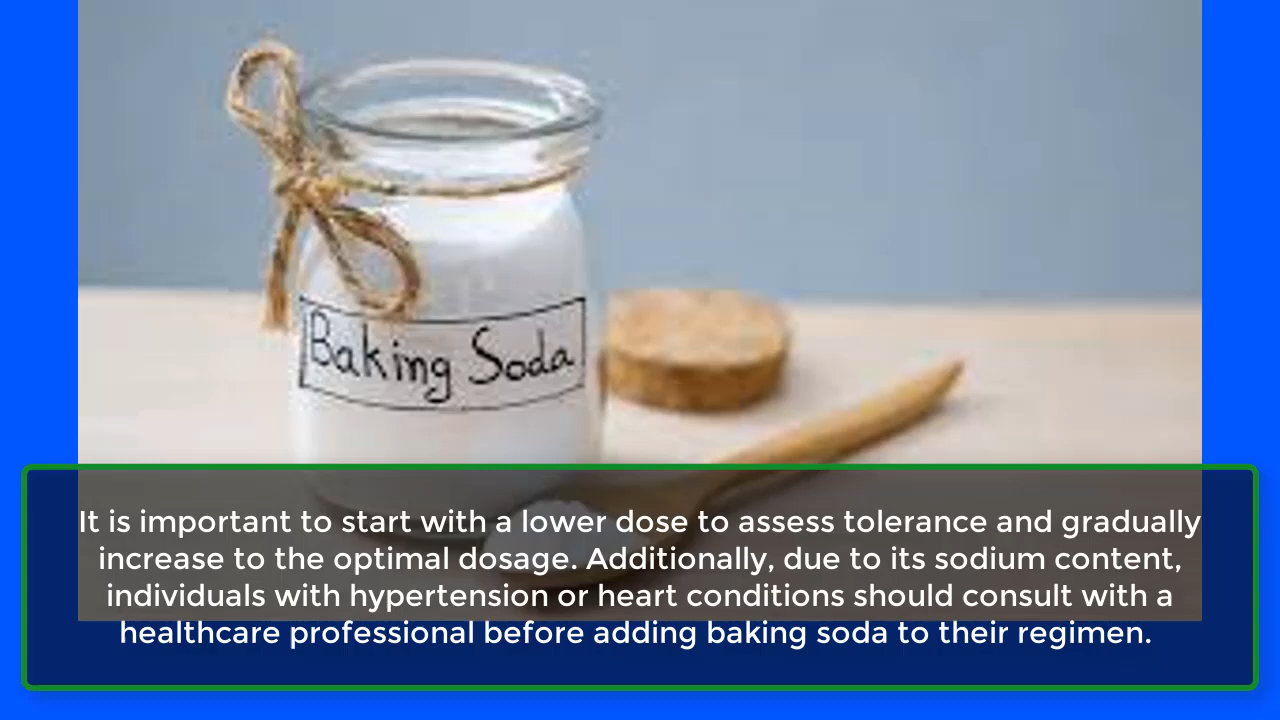 Baking Soda
It is important to start with a lower dose to assess tolerance and gradually
increase to the optimal dosage. Additionally, due to its sodium content,
individuals with hypertension or heart conditions should consult with a
healthcare professional before adding baking soda to their regimen.